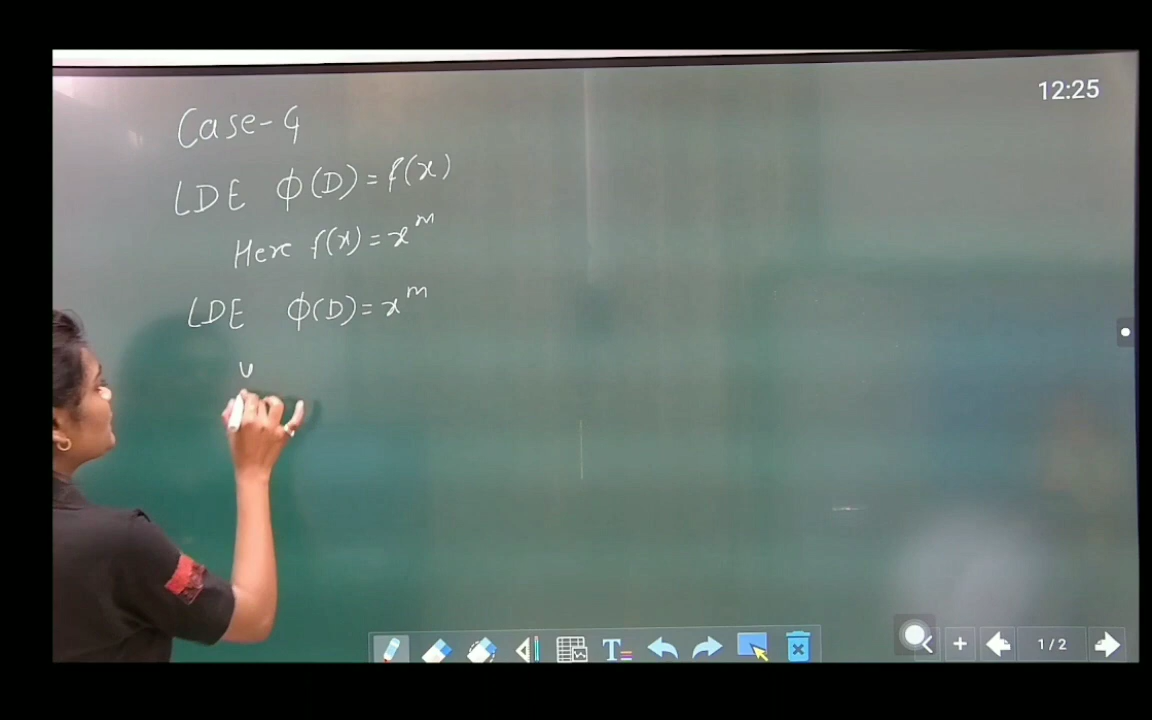 Case-4
LDE φ(D)=f(x)
Here f(x)=x^m
LDE φ(D)=x^m
12:25
1/2